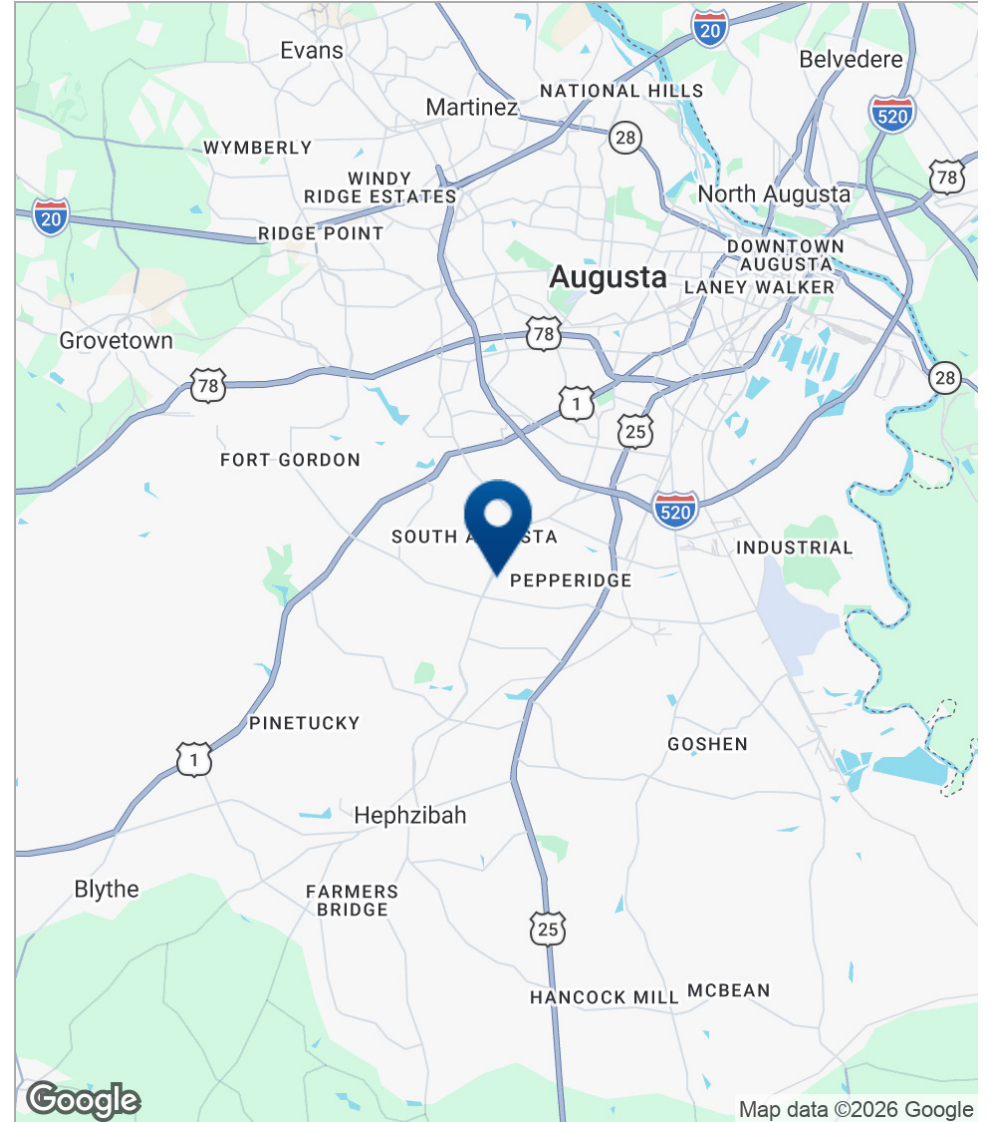 20
Evans
Belvedere
NATIONAL HILLS
Martinez
520
28
WYMBERLY
WINDY
RIDGE ESTATES
78
North Augusta
20
RIDGE POINT
DOWNTOWN
AUGUSTA
Augusta
LANEY WALKER
Grovetown
78
78
28
1
25
FORT GORDON
520
SOUTH A STA
INDUSTRIAL
PEPPERIDGE
PINETUCKY
GOSHEN
1
Hephzibah
Blythe
FARMERS
BRIDGE
25
HANCOCK MILL
MCBEAN
Google
Map data ©2026 Google